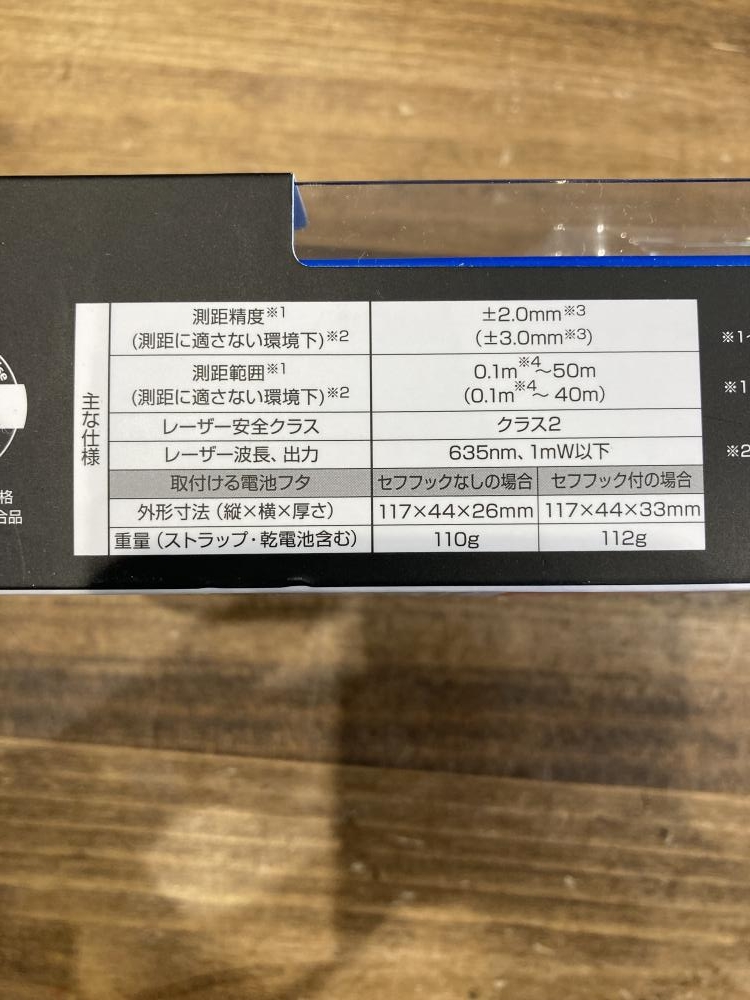 主な仕様
測距精度※1 ±2.0mm※3
(測距に適さない環境下)※2 (±3.0mm※3)
測距範囲※1 0.1m※4～50m
(測距に適さない環境下)※2 (0.1m※4～ 40m)
レーザー安全クラス クラス2
レーザー波長、出力 635nm、1mW以下
取付ける電池フタ セフフックなしの場合 セフフック付の場合
外形寸法（縦×横×厚さ） 117×44×26mm 117×44×33mm
重量（ストラップ・乾電池含む） 110g 112g
格
合品
※1～
※1
※2